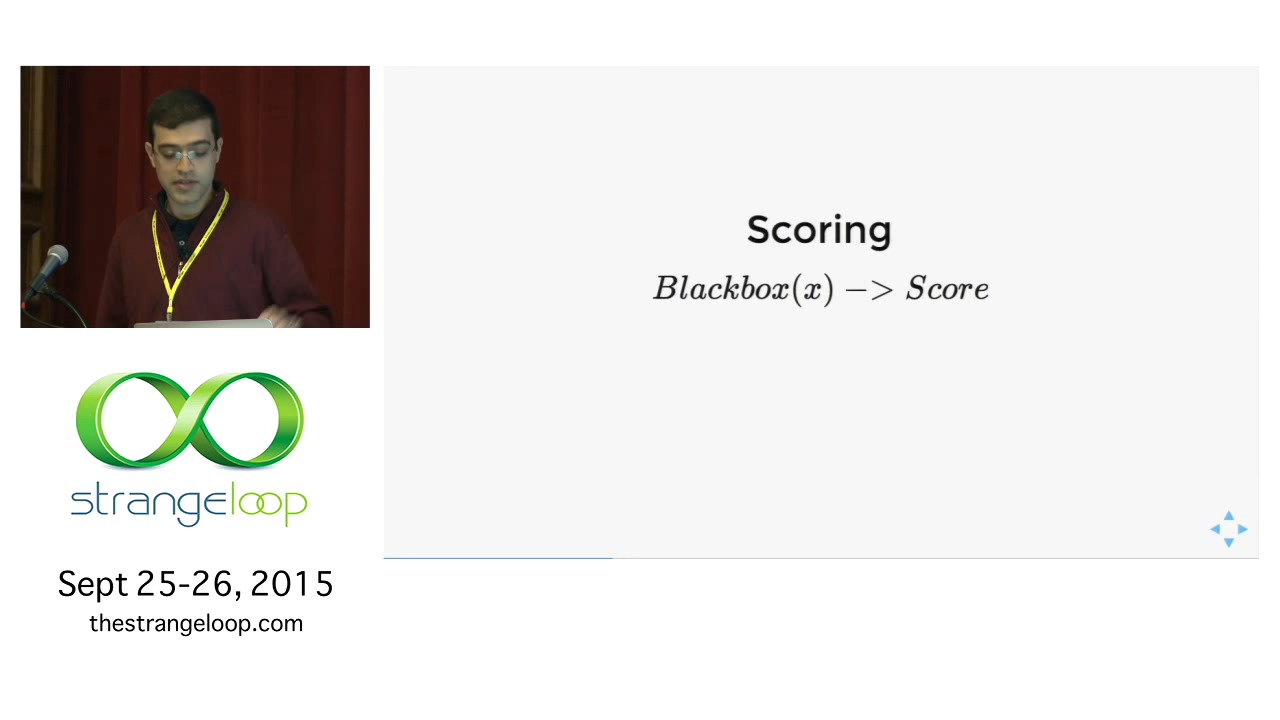 Scoring
Blackbox(x) −> Score
strangeloop
Sept 25-26, 2015
thestrangeloop.com